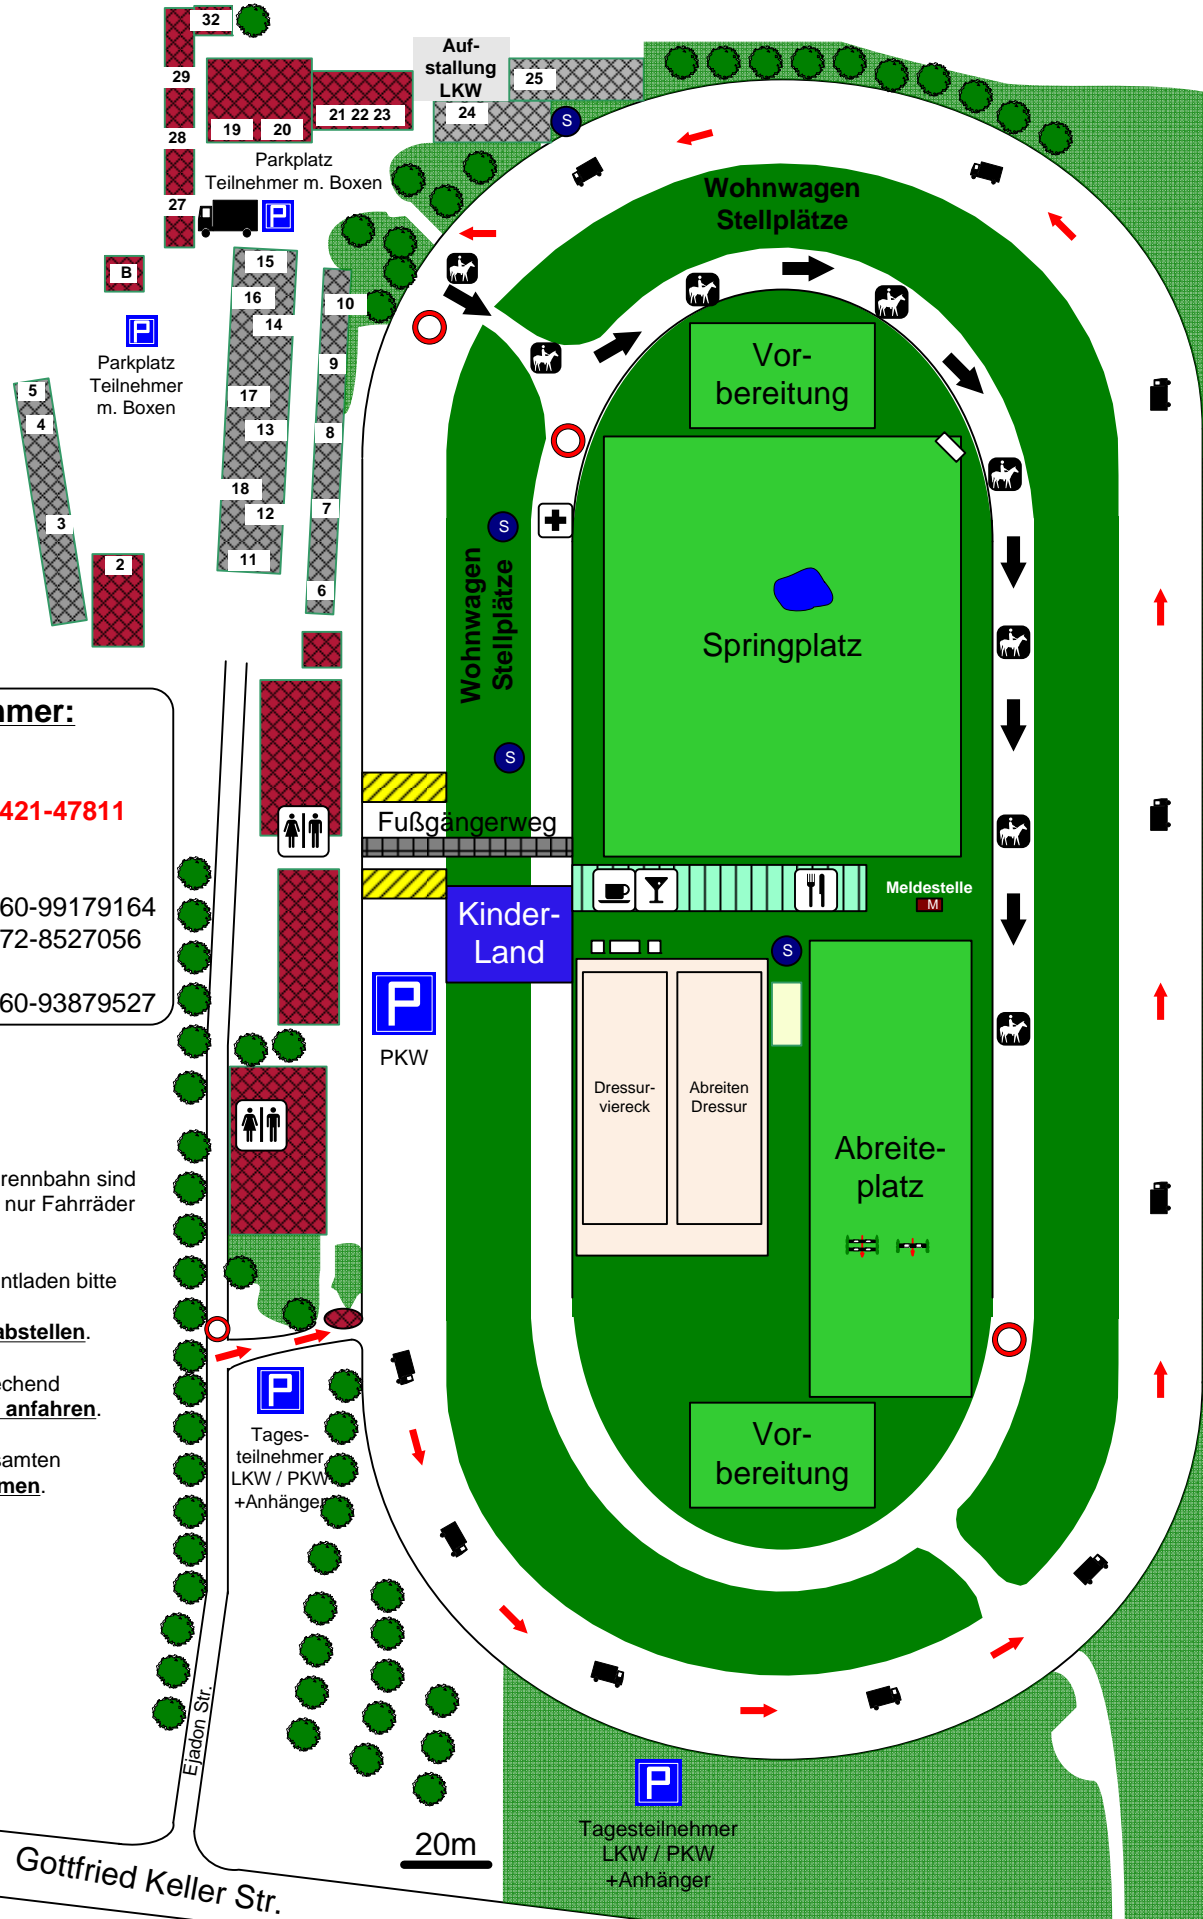 32
29
28
27
19
20
21 22 23
Auf-
stallung
LKW
25
24
S
Parkplatz
Teilnehmer m. Boxen
P
B
P
Parkplatz
Teilnehmer
m. Boxen
15
16
14
17
13
18
12
11
10
9
8
7
6
5
4
3
2
Wohnwagen
Stellplätze
Vor-
bereitung
Springplatz
S
Wohnwagen
Stellplätze
S
nmer:
421-47811
60-99179164
72-8527056
60-93879527
Fußgängerweg
Kinder-
Land
Meldestelle
M
S
P
PKW
Dressur-
viereck
Abreiten
Dressur
Abreite-
platz
rennbahn sind
nur Fahrräder
ntladen bitte
abstellen.
echend
anfahren.
samten
men.
P
Tages-
teilnehmer
LKW / PKW
+Anhänger
Vor-
bereitung
Ejadon Str.
P
Tagesteilnehmer
LKW / PKW
+Anhänger
20m
Gottfried Keller Str.